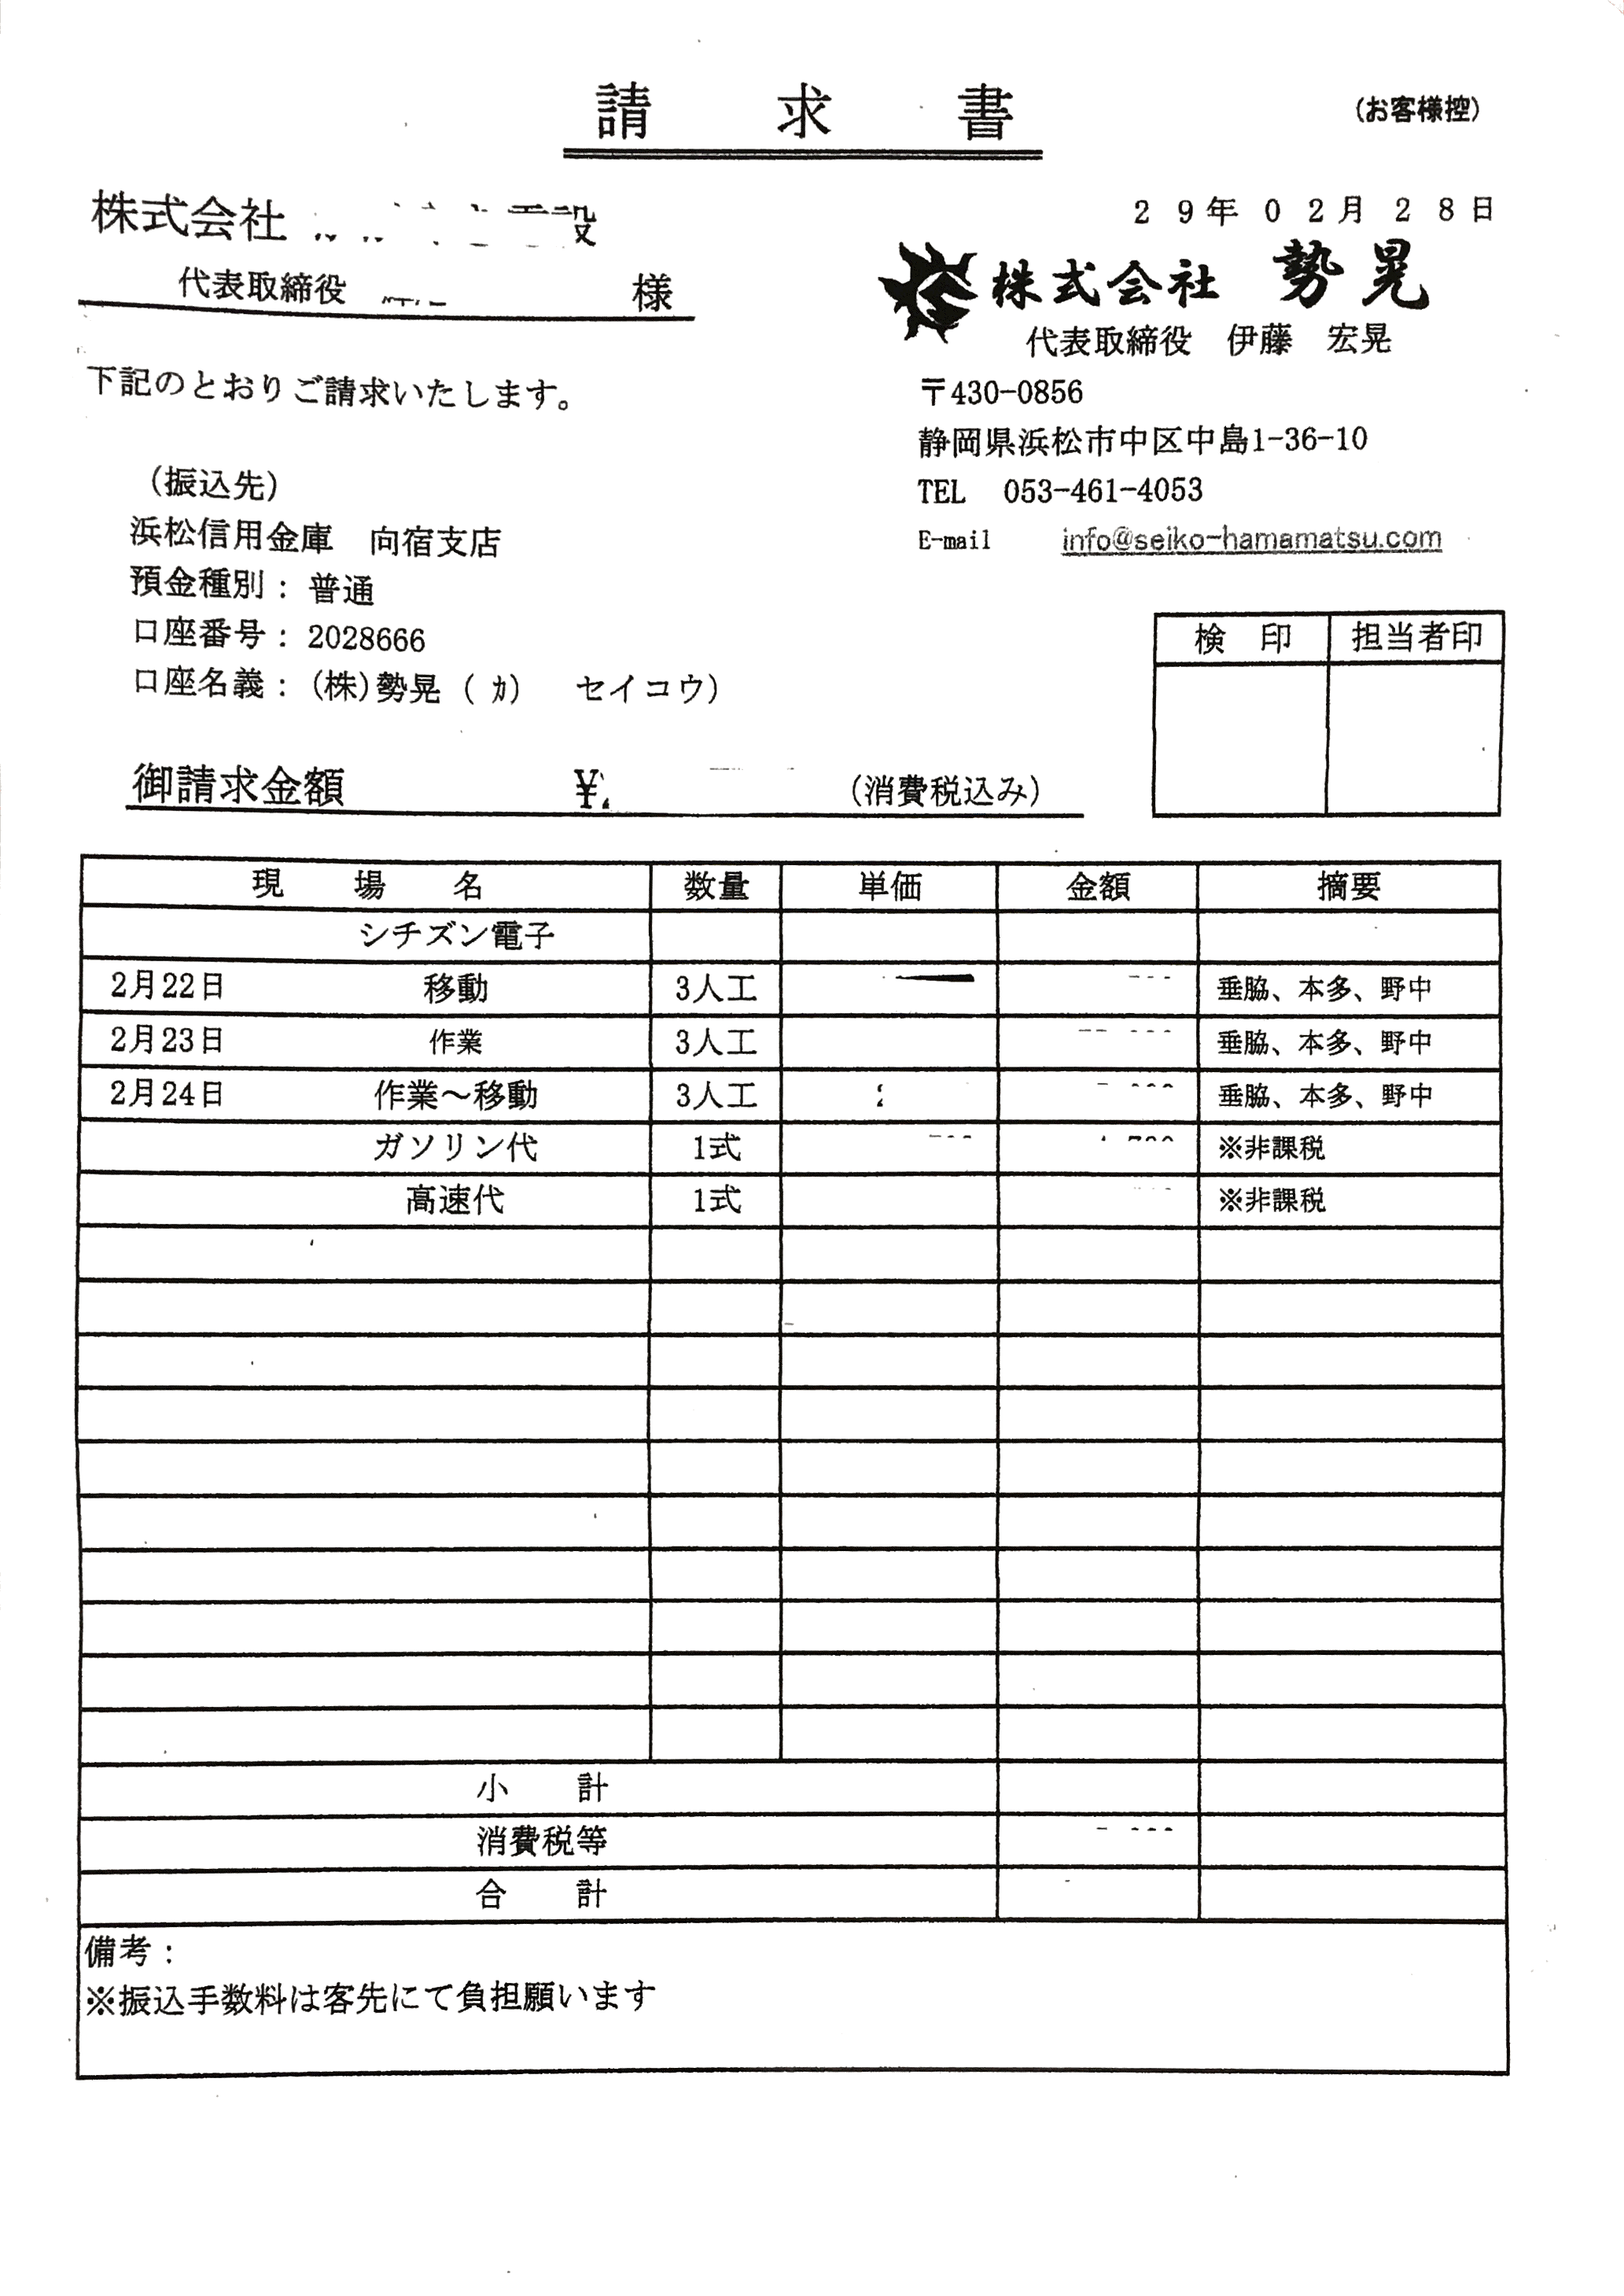 請求書
(お客様控)
29年02月28日
株式会社
代表取締役 様
株式会社 勢晃
代表取締役 伊藤 宏晃
〒430-0856
静岡県浜松市中区中島1-36-10
TEL 053-461-4053
E-mail info@seiko-hamamatsu.com
下記のとおりご請求いたします。
(振込先)
浜松信用金庫 向宿支店
預金種別: 普通
口座番号: 2028666
口座名義: (株)勢晃 (カ) セイコウ)
検印 担当者印
御請求金額 ¥ (消費税込み)
現場名 数量 単価 金額 摘要
シチズン電子
2月22日 移動 3人工 垂脇、本多、野中
2月23日 作業 3人工 垂脇、本多、野中
2月24日 作業～移動 3人工 垂脇、本多、野中
ガソリン代 1式 ※非課税
高速代 1式 ※非課税
小計
消費税等
合計
備考:
※振込手数料は客先にて負担願います